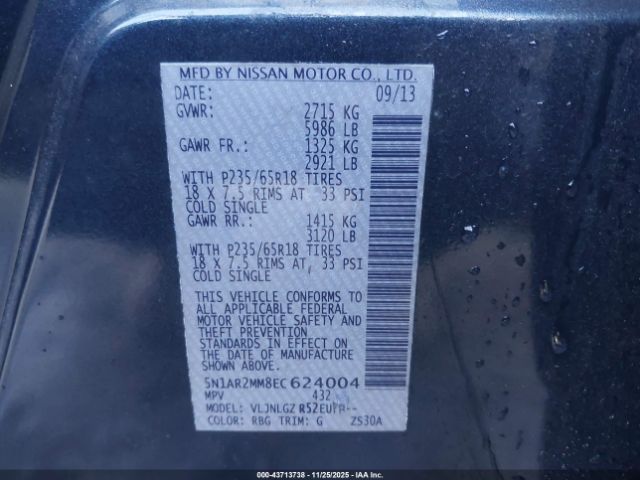 MFD BY NISSAN MOTOR CO., LTD.
DATE: 09/13
GVWR: 2715 KG
5986 LB
GAWR FR.: 1325 KG
2921 LB
WITH P235/65R18 TIRES
18 X 7.5 RIMS AT, 33 PSI
COLD SINGLE
GAWR RR.: 1415 KG
3120 LB
WITH P235/65R18 TIRES
18 X 7.5 RIMS AT, 33 PSI
COLD SINGLE
THIS VEHICLE CONFORMS TO
ALL APPLICABLE FEDERAL
MOTOR VEHICLE SAFETY AND
THEFT PREVENTION
STANDARDS IN EFFECT ON
THE DATE OF MANUFACTURE
SHOWN ABOVE.
5N1AR2MM8EC624004
MPV 432
MODEL: VLJNLGZ
COLOR: RBG TRIM: G ZS30A
000-43713738 - 11/25/2025 - IAAI.COM